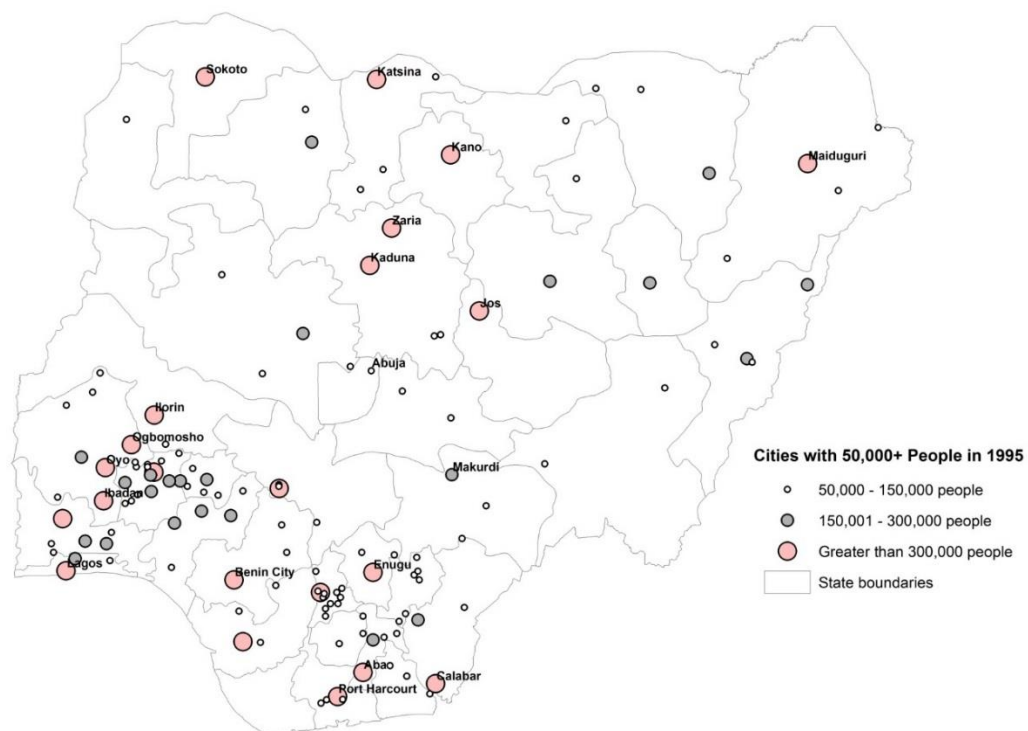 Sokoto
Katsina
Kano
Maiduguri
Zaria
Kaduna
Jos
Abuja
Ilorin
Ogbomosho
Oyo
Makurdi
Ibadan
Lagos
Benin City
Enugu
Aba
Calabar
Port Harcourt
Cities with 50,000+ People in 1995
50,000 - 150,000 people
150,001 - 300,000 people
Greater than 300,000 people
State boundaries